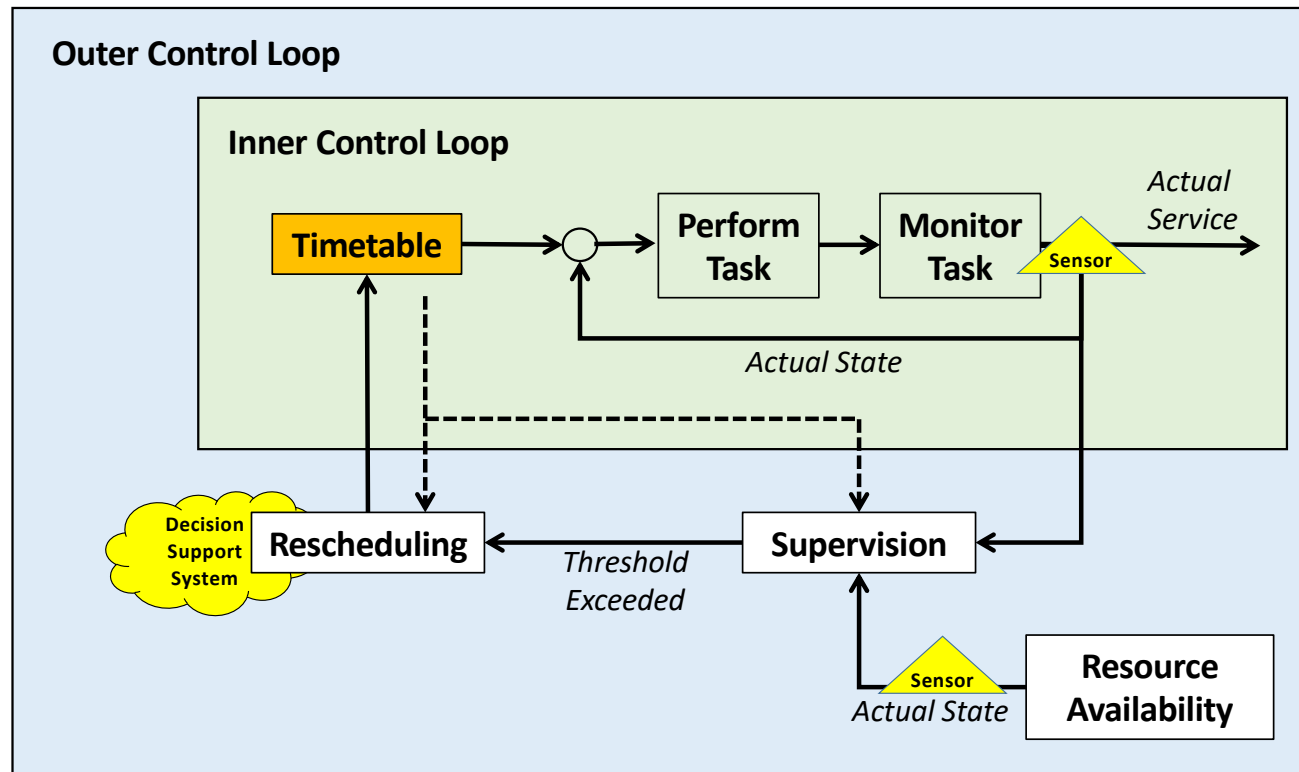 Outer Control Loop
Inner Control Loop
Actual
Service
Timetable
Perform
Task
Monitor
Task
Sensor
Actual State
Decision
Support
System
Rescheduling
Threshold
Exceeded
Supervision
Sensor
Actual State
Resource
Availability